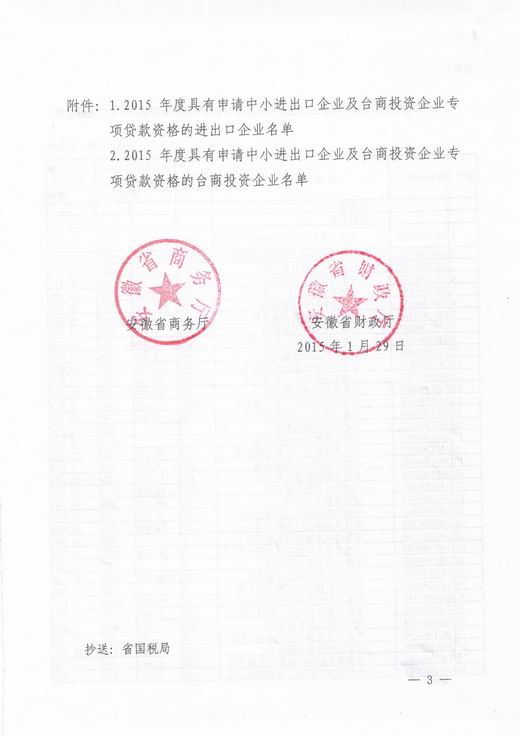 附件：1.2015 年度具有申请中小进出口企业及台商投资企业专
项贷款资格的进出口企业名单
2.2015 年度具有申请中小进出口企业及台商投资企业专
项贷款资格的台商投资企业名单
安徽省商务厅
安徽省财政厅
安徽省商务厅
安徽省财政厅
2015 年 1 月 29 日
抄送：省国税局
— 3 —